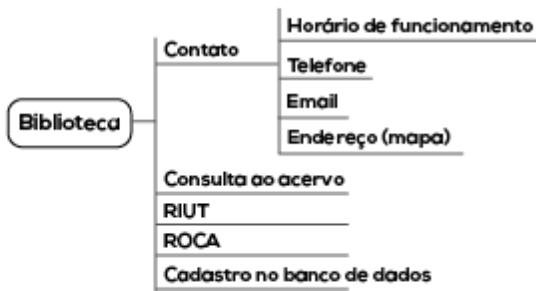 Biblioteca
Contato
Horário de funcionamento
Telefone
Email
Endereço (mapa)
Consulta ao acervo
RIUT
ROCA
Cadastro no banco de dados